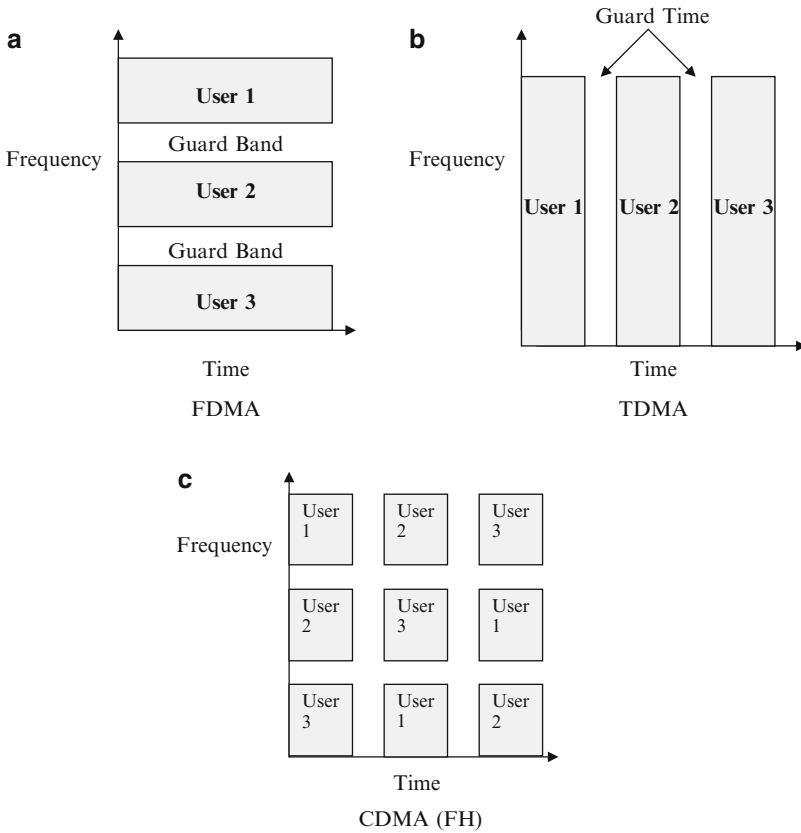 a
User 1
Guard Band
Frequency
User 2
Guard Band
User 3
Time
FDMA
b
Guard Time
Frequency
User 1
User 2
User 3
Time
TDMA
c
Frequency
User
1
User
2
User
3
User
2
User
3
User
1
User
3
User
1
User
2
Time
CDMA (FH)